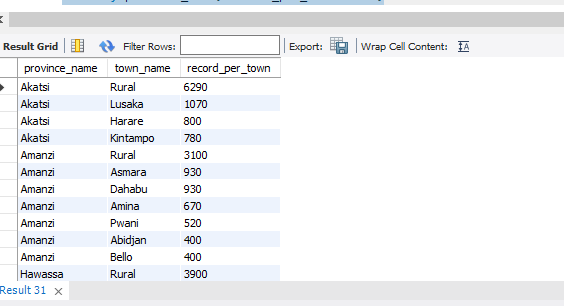 Result Grid Filter Rows: Export: Wrap Cell Content:
province_name town_name record_per_town
Akatsi Rural 6290
Akatsi Lusaka 1070
Akatsi Harare 800
Akatsi Kintampo 780
Amanzi Rural 3100
Amanzi Asmara 930
Amanzi Dahabu 930
Amanzi Amina 670
Amanzi Pwani 520
Amanzi Abidjan 400
Amanzi Bello 400
Hawassa Rural 3900
Result 31